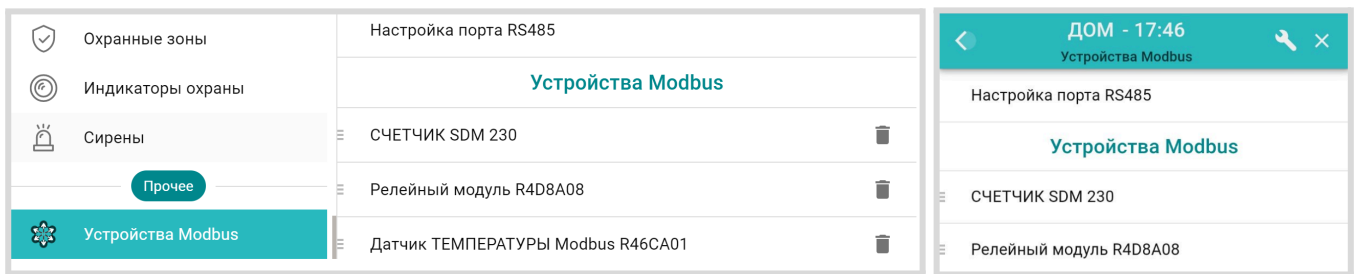 Охранные зоны
Индикаторы охраны
Сирены
Прочее
Устройства Modbus
Настройка порта RS485
Устройства Modbus
СЧЕТЧИК SDM 230
Релейный модуль R4D8A08
Датчик ТЕМПЕРАТУРЫ Modbus R46CA01
ДОМ - 17:46
Устройства Modbus
Настройка порта RS485
Устройства Modbus
СЧЕТЧИК SDM 230
Релейный модуль R4D8A08